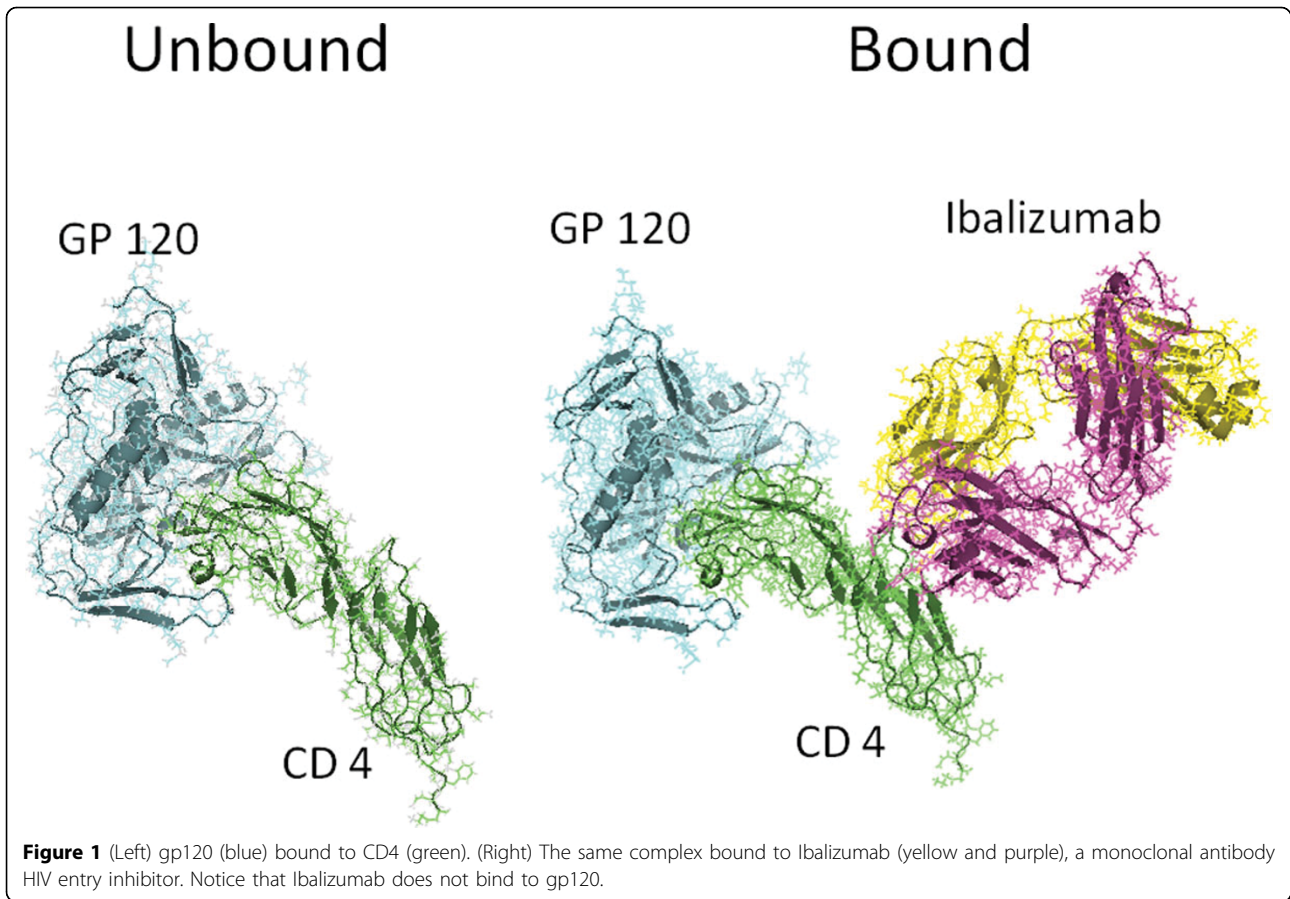 Unbound
Bound
GP 120
CD 4
GP 120
Ibalizumab
CD 4
Figure 1 (Left) gp120 (blue) bound to CD4 (green). (Right) The same complex bound to Ibalizumab (yellow and purple), a monoclonal antibody
HIV entry inhibitor. Notice that Ibalizumab does not bind to gp120.